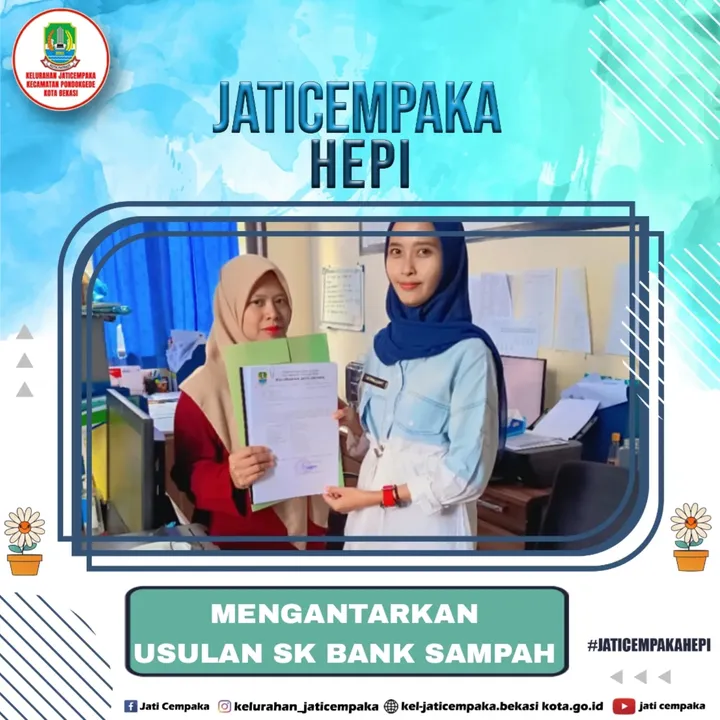 KELURAHAN JATICEMPAKA
KECAMATAN PONDOKGEDE
KOTA BEKASI
JATICEMPAKA
HEPI
MENGANTARKAN
USULAN SK BANK SAMPAH
#JATICEMPAKAHEPI
Jati Cempaka kelurahan_jaticempaka kel-jaticempaka.bekasi kota.go.id jati cempaka